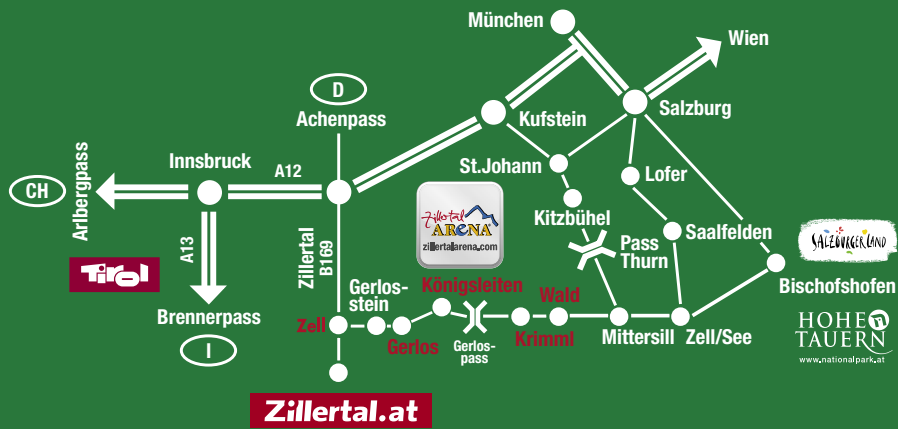 München
Wien
D
Achenpass
Kufstein
Salzburg
Innsbruck
A12
St.Johann
Lofer
CH
Arlbergpass
Zillertal
ARENA
zillertalarena.com
Kitzbühel
A13
Zillertal
B169
Pass
Thurn
Saalfelden
SALZBURGERLAND
Tirol
Gerlos-
stein
Königsleiten
Wald
Bischofshofen
Brennerpass
Zell
Gerlos
Gerlos-
pass
Krimml
Mittersill
Zell/See
HOHE
TAUERN
www.nationalpark.at
I
Zillertal.at